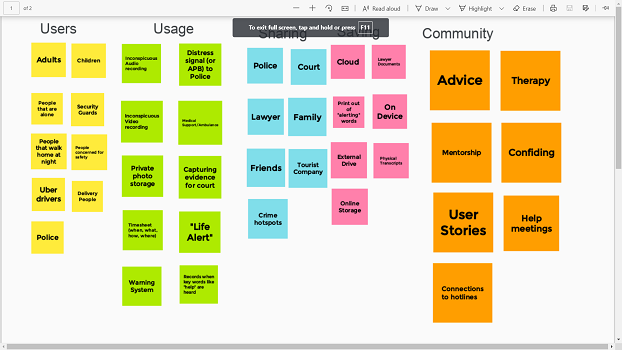 1 of 2
Read aloud Draw Highlight Erase
To exit full screen, tap and hold or press F11
Users
Usage
Sharing
Saving
Community
Adults
Children
People that are alone
Security Guards
People that walk home at night
People concerned for safety
Uber drivers
Delivery People
Police
Inconspicuous Audio recording
Distress signal (or APB) to Police
Inconspicuous Video recording
Medical Support/Ambulance
Private photo storage
Capturing evidence for court
Timesheet (when, what, how, where)
"Life Alert"
Warning System
Records when key words like "help" are heard
Police
Court
Lawyer
Family
Friends
Tourist Company
Crime hotspots
Cloud
Lawyer Documents
Print out of "alerting" words
On Device
External Drive
Physical Transcripts
Online Storage
Advice
Therapy
Mentorship
Confiding
User Stories
Help meetings
Connections to hotlines